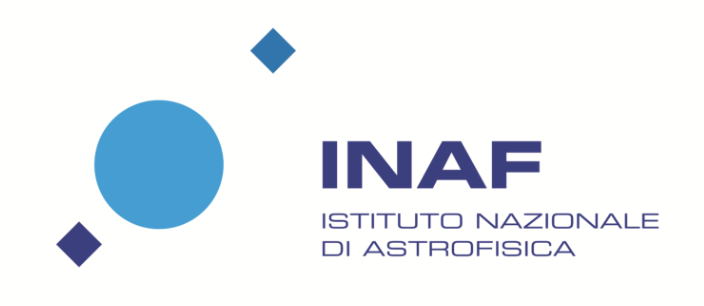 INAF
ISTITUTO NAZIONALE
DI ASTROFISICA